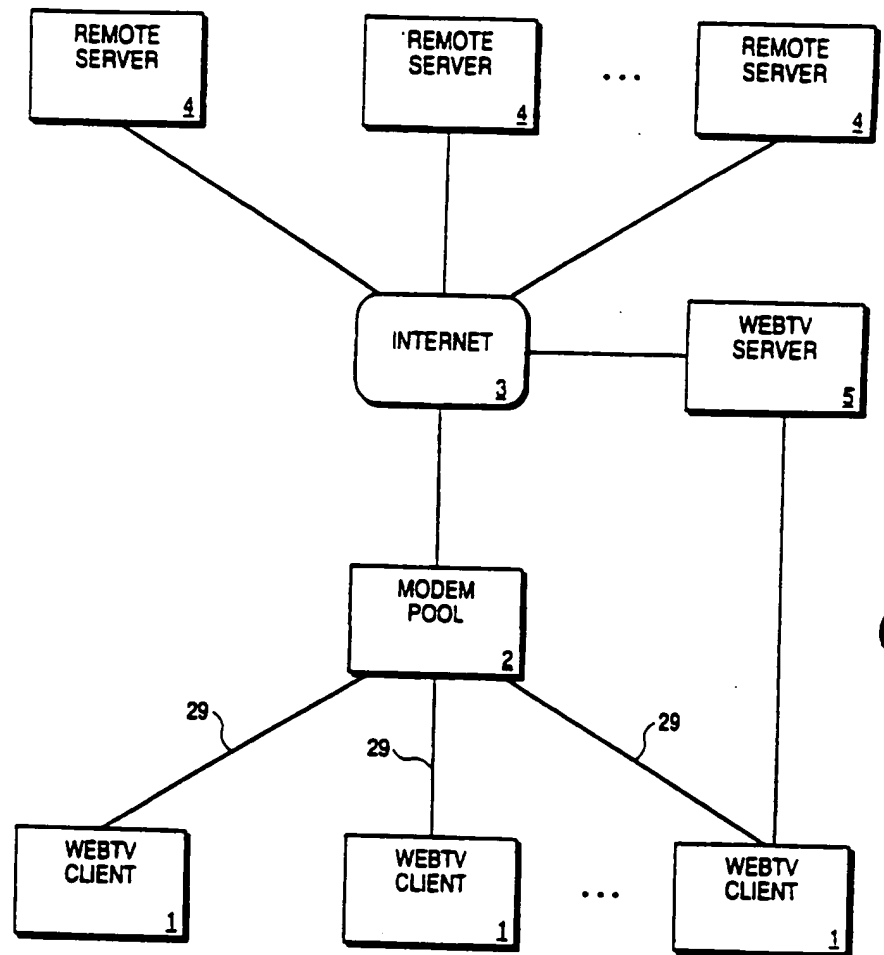 REMOTE
SERVER
4
REMOTE
SERVER
4
...
REMOTE
SERVER
4
INTERNET
3
WEBTV
SERVER
5
MODEM
POOL
2
29
29
29
WEBTV
CLIENT
1
WEBTV
CLIENT
1
...
WEBTV
CLIENT
1